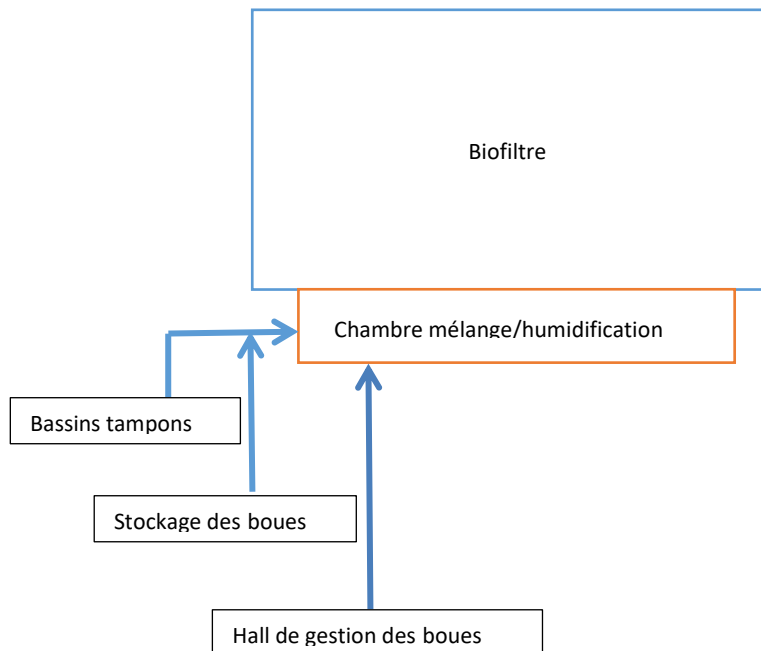 Biofiltre
Chambre mélange/humidification
Bassins tampons
Stockage des boues
Hall de gestion des boues